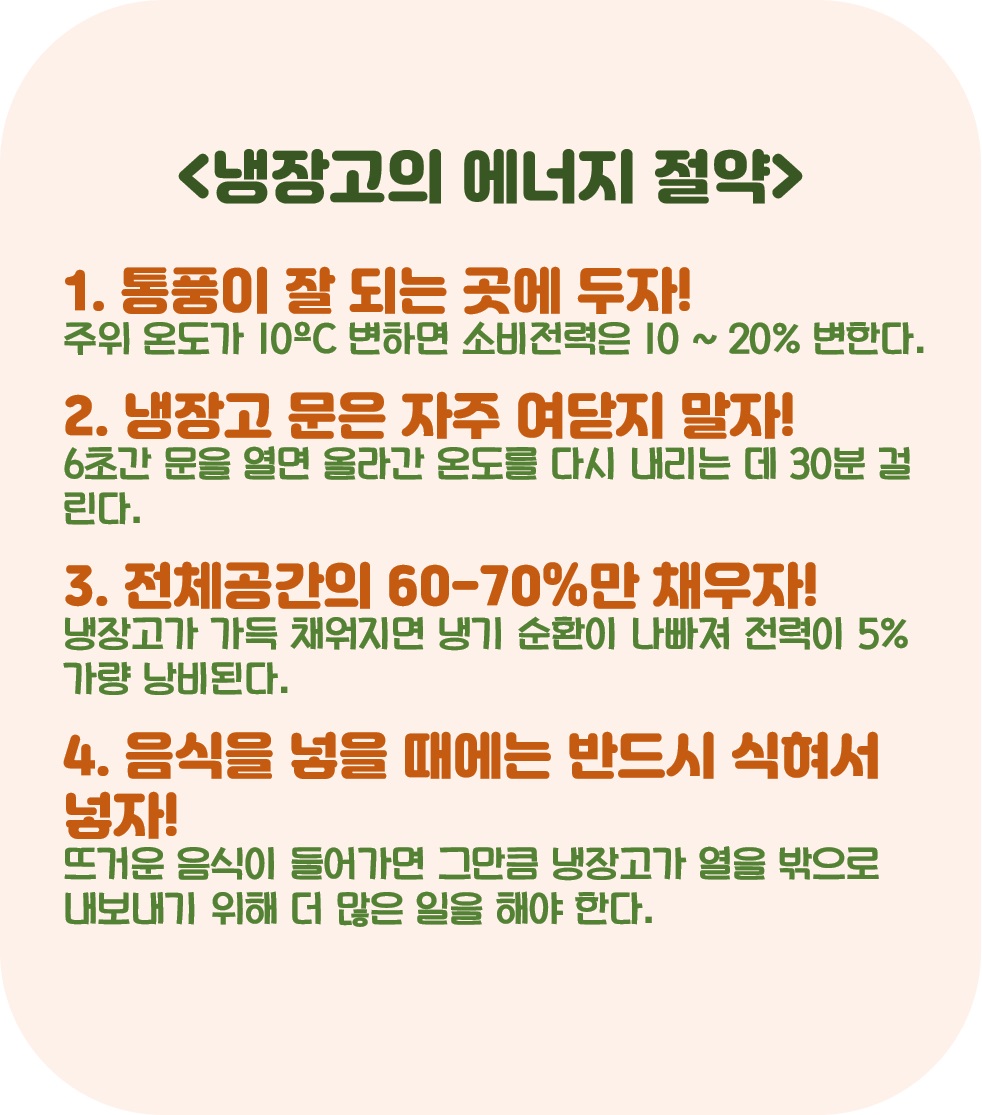 <냉장고의 에너지 절약>
1. 통풍이 잘 되는 곳에 두자!
주위 온도가 10ºC 변하면 소비전력은 10 ~ 20% 변한다.
2. 냉장고 문은 자주 여닫지 말자!
6초간 문을 열면 올라간 온도를 다시 내리는 데 30분 걸
린다.
3. 전체공간의 60-70%만 채우자!
냉장고가 가득 채워지면 냉기 순환이 나빠져 전력이 5%
가량 낭비된다.
4. 음식을 넣을 때에는 반드시 식혀서
넣자!
뜨거운 음식이 들어가면 그만큼 냉장고가 열을 밖으로
내보내기 위해 더 많은 일을 해야 한다.